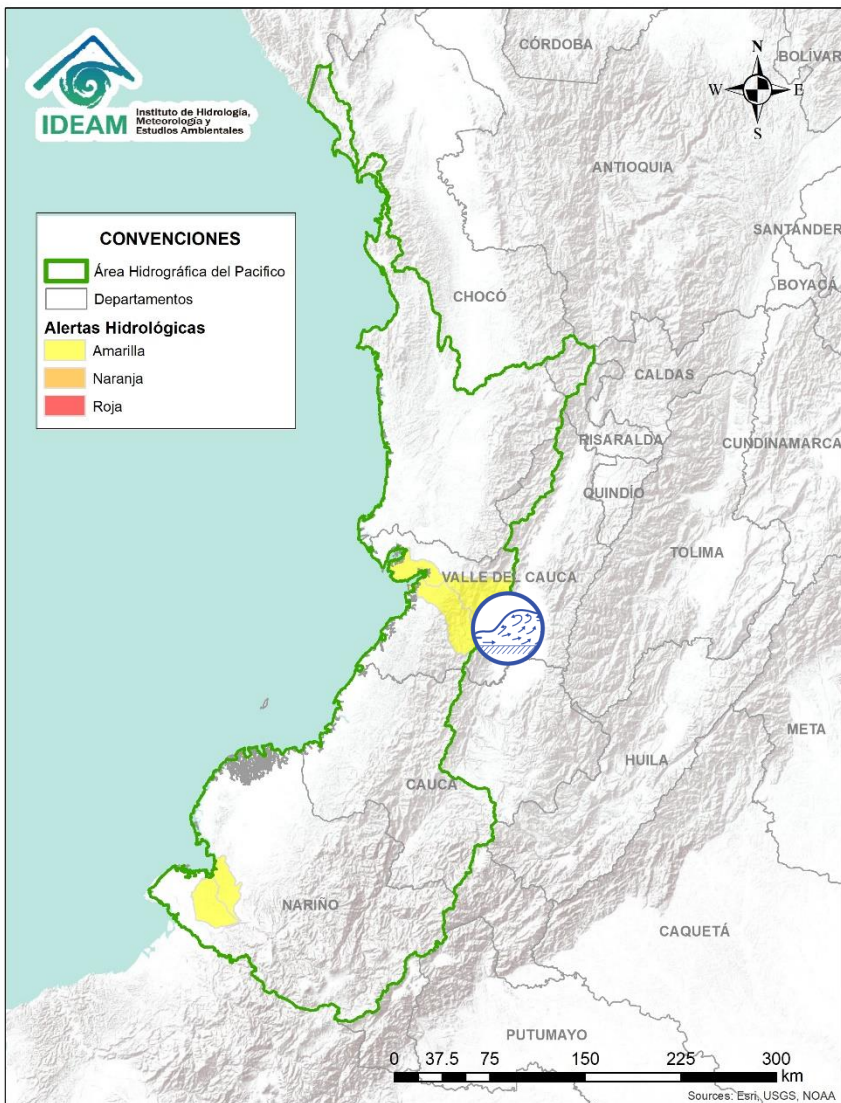 CÓRDOBA
BOLÍVAR
N
W
E
S
IDEAM
Instituto de Hidrología,
Meteorología y
Estudios Ambientales
ANTIOQUIA
SANTANDER
BOYACÁ
CONVENCIONES
Área Hidrográfica del Pacifico
Departamentos
Alertas Hidrológicas
Amarilla
Naranja
Roja
CHOCÓ
CALDAS
RISARALDA
CUNDINAMARCA
QUINDÍO
TOLIMA
VALLE DEL CAUCA
META
HUILA
CAUCA
NARIÑO
CAQUETÁ
PUTUMAYO
0 37.5 75 150 225 300
km
Sources: Esri, USGS, NOAA